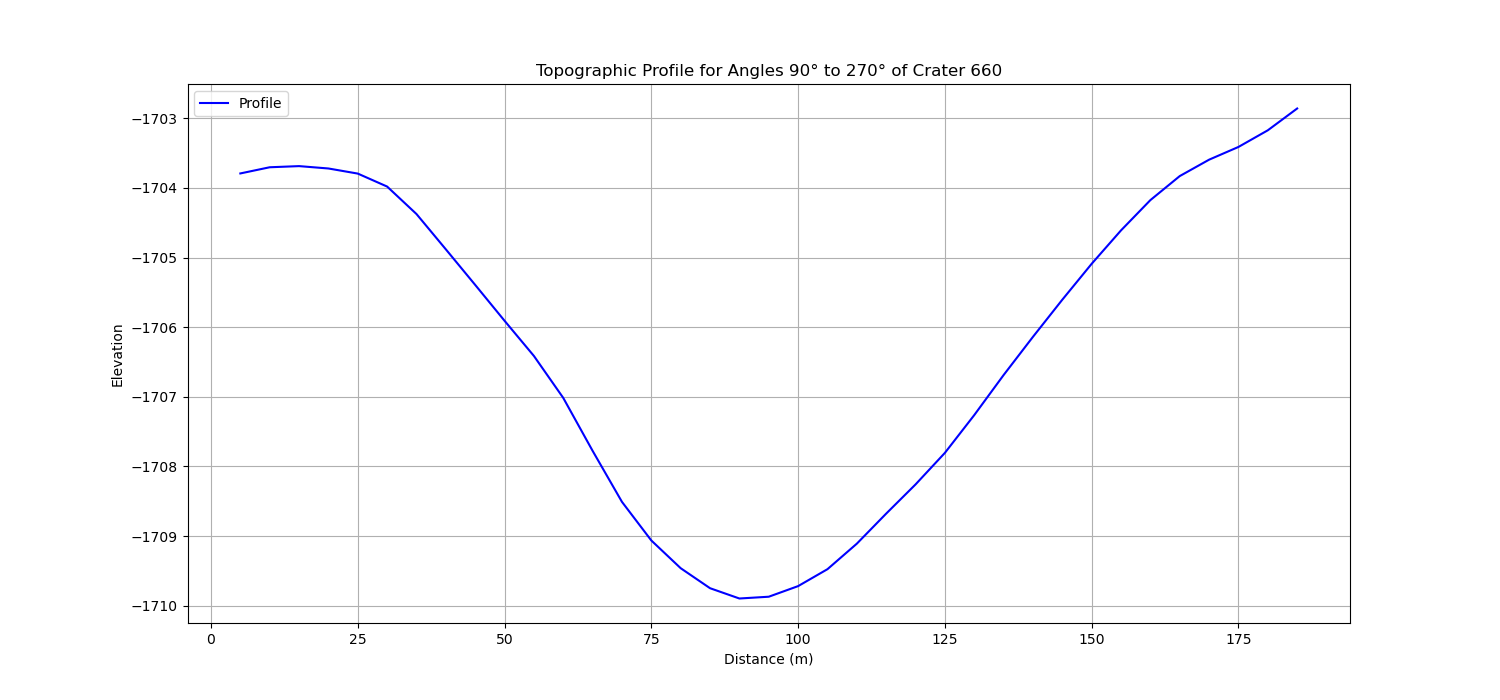 Topographic Profile for Angles 90° to 270° of Crater 660
Profile
−1703
−1704
−1705
−1706
−1707
−1708
−1709
−1710
Elevation
0 25 50 75 100 125 150 175
Distance (m)